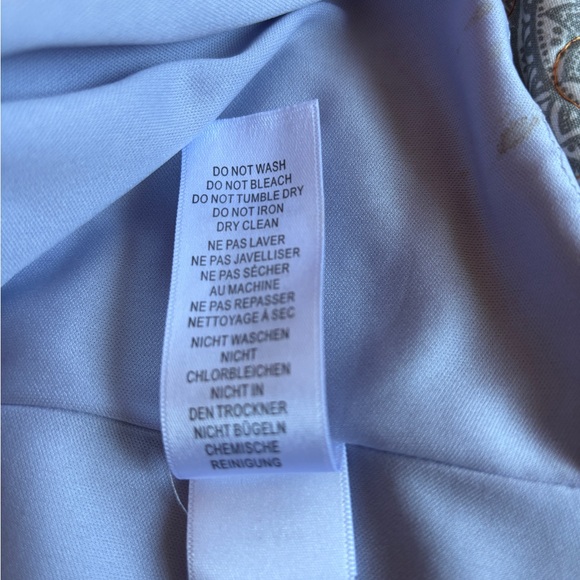 DO NOT WASH
DO NOT BLEACH
DO NOT TUMBLE DRY
DO NOT IRON
DRY CLEAN
NE PAS LAVER
NE PAS JAVELLISER
NE PAS SÉCHER
AU MACHINE
NE PAS REPASSER
NETTOYAGE À SEC
NICHT WASCHEN
NICHT
CHLORBLEICHEN
NICHT IN
DEN TROCKNER
NICHT BÜGELN
CHEMISCHE
REINIGUNG